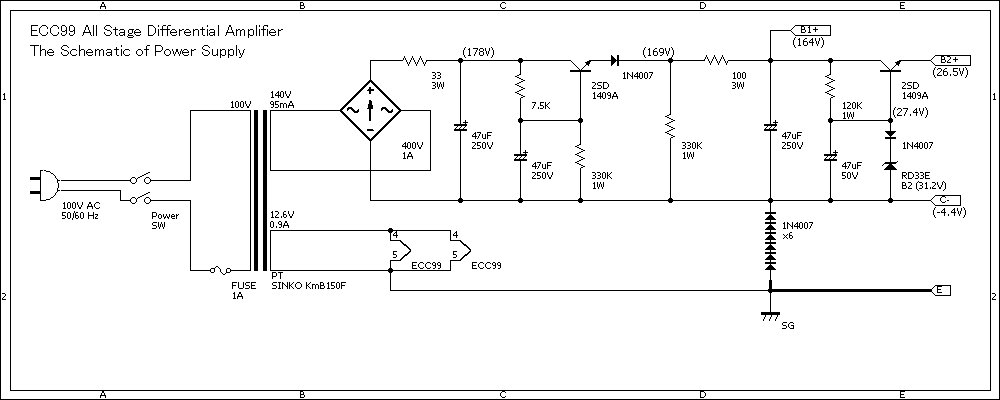 A B C D E
ECC99 All Stage Differential Amplifier
The Schematic of Power Supply
B1+
(164V)
(178V)
(169V)
B2+
(26.5V)
33
3W
1N4007
100
3W
2SD
1409A
2SD
1409A
1 1
140V
95mA
100V
7.5K
120K
1W
(27.4V)
47uF
250V
400V
1A
330K
1W
47uF
250V
1N4007
47uF
250V
330K
1W
47uF
50V
RD33E
B2 (31.2V)
100V AC
50/60 Hz
Power
SW
C-
(-4.4V)
12.6V
0.9A
1N4007
x6
4 4
5 5
ECC99 ECC99
FUSE
1A
PT
SINKO KmB150F
E
2 2
SG
A B C D E